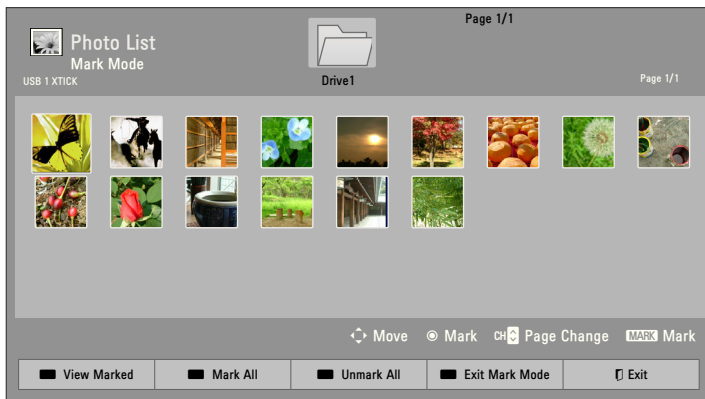 Page 1/1
Photo List
Mark Mode
USB 1 XTICK
Drive1
Page 1/1
Move Mark CH Page Change MARK Mark
View Marked Mark All Unmark All Exit Mark Mode Exit